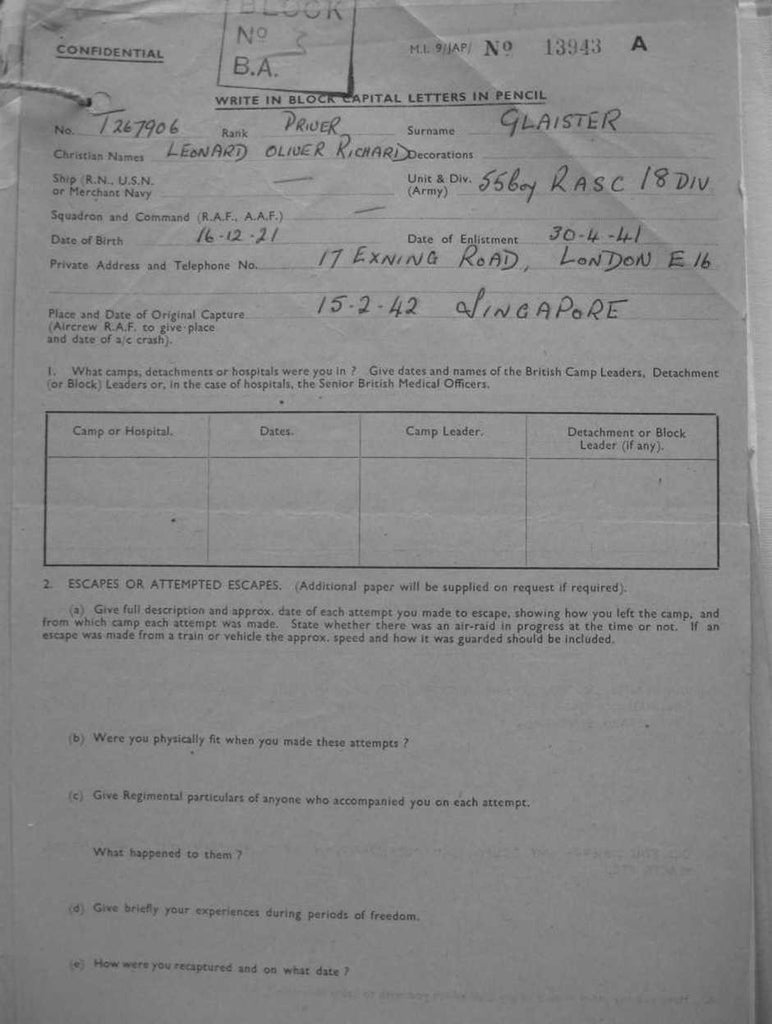 BLOCK
CONFIDENTIAL
No
B.A.
M.I. 9/JAP/ No 13943 A
WRITE IN BLOCK CAPITAL LETTERS IN PENCIL
No. T267906 Rank DRIVER Surname GLAISTER
Christian Names LEONARD OLIVER RICHARD Decorations
Ship (R.N., U.S.N. or Merchant Navy
Unit & Div. (Army) 55 Coy RASC 18 DIV
Squadron and Command (R.A.F., A.A.F.) —
Date of Birth 16-12-21 Date of Enlistment 30-4-41
Private Address and Telephone No. 17 EXNING ROAD, LONDON E 16
Place and Date of Original Capture 15-2-42 SINGAPORE
(Aircrew R.A.F. to give place
and date of a/c crash).
1. What camps, detachments or hospitals were you in ? Give dates and names of the British Camp Leaders, Detachment
(or Block) Leaders or, in the case of hospitals, the Senior British Medical Officers.
Camp or Hospital. Dates. Camp Leader. Detachment or Block
Leader (if any).
2. ESCAPES OR ATTEMPTED ESCAPES. (Additional paper will be supplied on request if required).
(a) Give full description and approx. date of each attempt you made to escape, showing how you left the camp, and
from which camp each attempt was made. State whether there was an air-raid in progress at the time or not. If an
escape was made from a train or vehicle the approx. speed and how it was guarded should be included.
(b) Were you physically fit when you made these attempts ?
(c) Give Regimental particulars of anyone who accompanied you on each attempt.
What happened to them ?
(d) Give briefly your experiences during periods of freedom.
(e) How were you recaptured and on what date ?